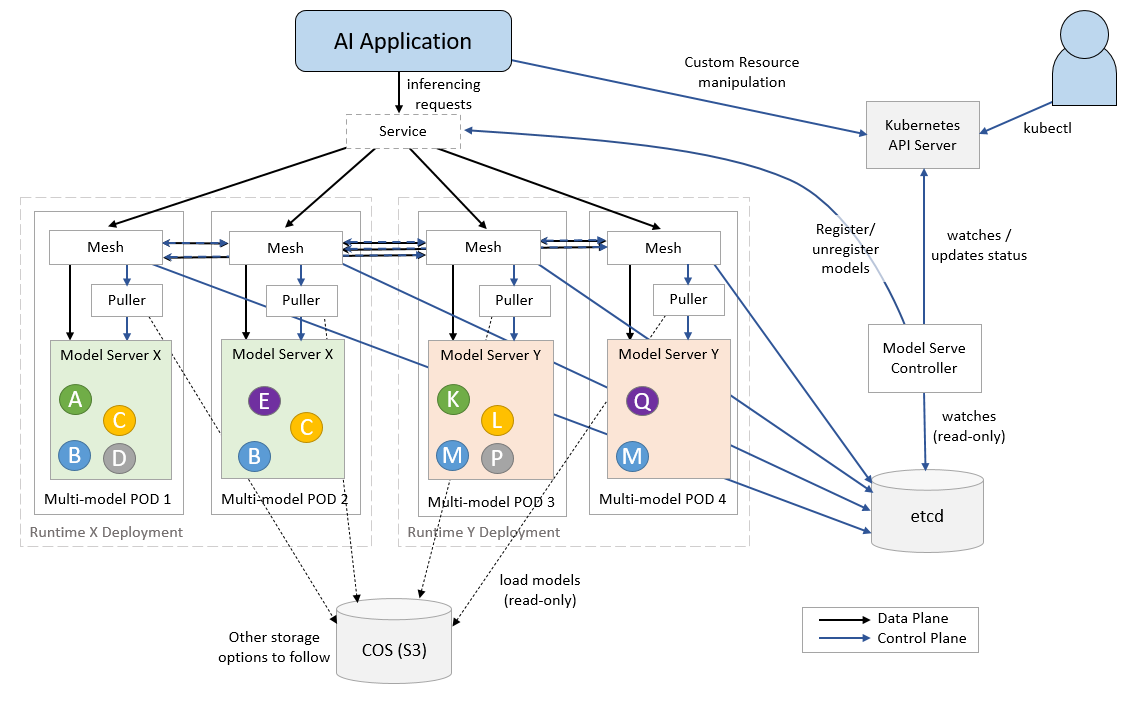 AI Application
inferencing
requests
Custom Resource
manipulation
Service
Kubernetes
API Server
kubectl
Register/
unregister
models
watches /
updates status
Mesh
Mesh
Mesh
Mesh
Puller
Puller
Puller
Puller
Model Server X
Model Server X
Model Server Y
Model Server Y
Model Serve
Controller
A
C
B
D
E
C
B
K
L
M
P
Q
M
watches
(read-only)
Multi-model POD 1
Multi-model POD 2
Multi-model POD 3
Multi-model POD 4
Runtime X Deployment
Runtime Y Deployment
etcd
load models
(read-only)
Other storage
options to follow
COS (S3)
Data Plane
Control Plane